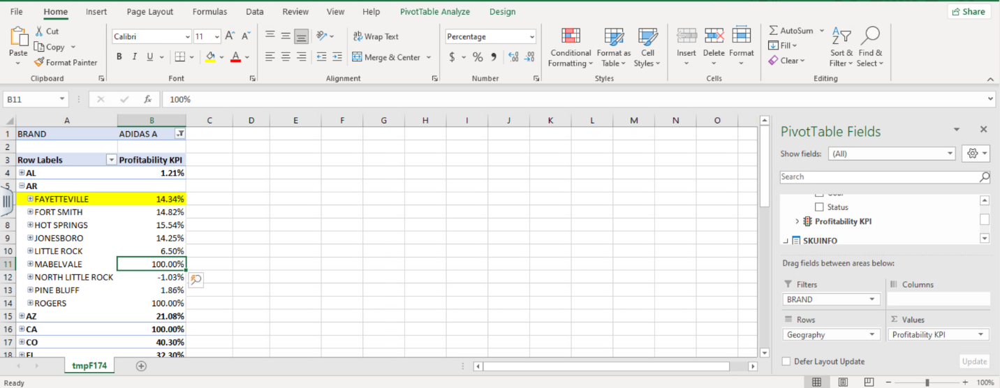 File Home Insert Page Layout Formulas Data Review View Help PivotTable Analyze Design Share
Paste
Cut
Copy
Format Painter
Clipboard
Calibri 11
B I U A
Font
Wrap Text
Merge & Center
Alignment
Percentage
$ %
Number
Conditional Formatting
Format as Table
Cell Styles
Styles
Insert Delete Format
Cells
AutoSum
Fill
Clear
Sort & Filter
Find & Select
Editing
B11 fx 100%
A B C D E F G H I J K L M N O
1 BRAND ADIDAS A
2
3 Row Labels Profitability KPI
4 AL 1.21%
5 AR
FAYETTEVILLE 14.34%
FORT SMITH 14.82%
8 HOT SPRINGS 15.54%
9 JONESBORO 14.25%
10 LITTLE ROCK 6.50%
11 MABELVALE 100.00%
12 NORTH LITTLE ROCK -1.03%
13 PINE BLUFF 1.86%
14 ROGERS 100.00%
15 AZ 21.08%
16 CA 100.00%
17 CO 40.30%
18 FL 32.30%
tmpF174
Ready
PivotTable Fields
Show fields: (All)
Search
Status
Profitability KPI
SKUINFO
Drag fields between areas below:
Filters Columns
BRAND
Rows Values
Geography Profitability KPI
Defer Layout Update Update
100%